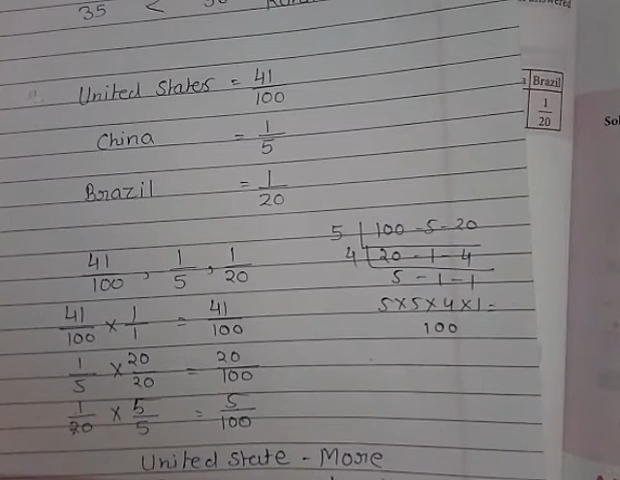 35 <
United States = 41/100
China = 1/5
Brazil = 1/20
41/100, 1/5, 1/20
5 | 100 - 5 - 20
4 | 20 - 1 - 4
5 - 1 - 1
5 × 5 × 4 × 1 =
100
41/100 × 1/1 = 41/100
1/5 × 20/20 = 20/100
1/20 × 5/5 = 5/100
United State - More
Brazil
1/20